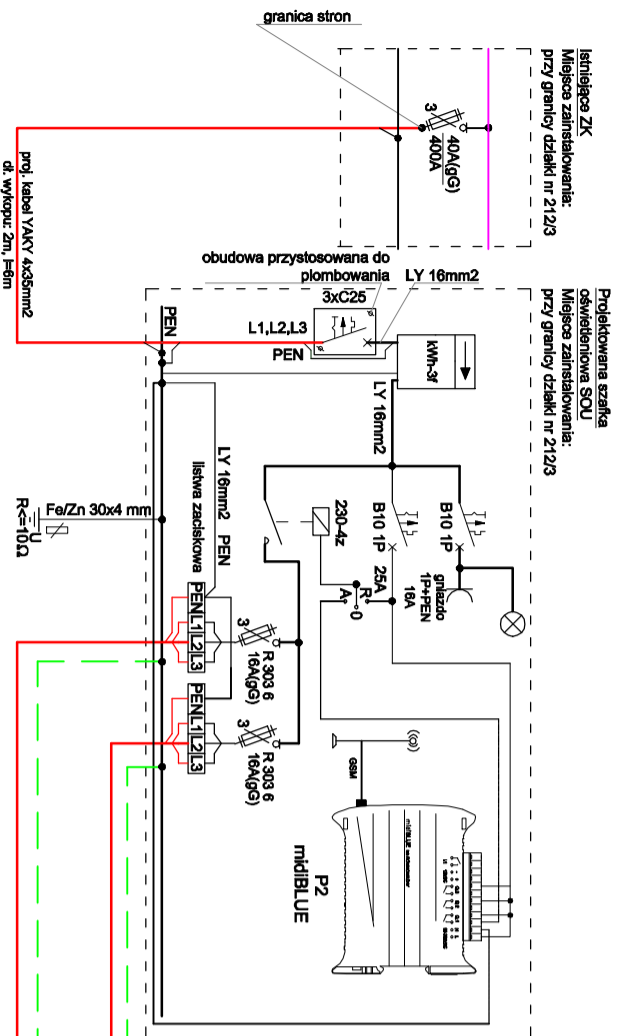 granica stron
Istniejące ZK
Miejsce zainstalowania:
przy granicy działki nr 212/3
3
40A(gG)
400A
proj. kabel YAKY 4x35mm2
dł. wykopu: 2m, l=6m
Projektowana szafka
oświetleniowa SOU
Miejsce zainstalowania:
przy granicy działki nr 212/3
obudowa przystosowana do
plombowania
LY 16mm2
3xC25
L1,L2,L3
PEN
PEN
kWh-3f
LY 16mm2
LY 16mm2 PEN
listwa zaciskowa
Fe/Zn 30x4 mm
U
R<=10Ω
230-4z
B10 1P
25A
B10 1P
gniazdo
1P+PEN
16A
R
0
A
3
R 303 6
16A(gG)
3
R 303 6
16A(gG)
PEN L1 L2 L3
PEN L1 L2 L3
GSM
((o))
P2
midiBLUE